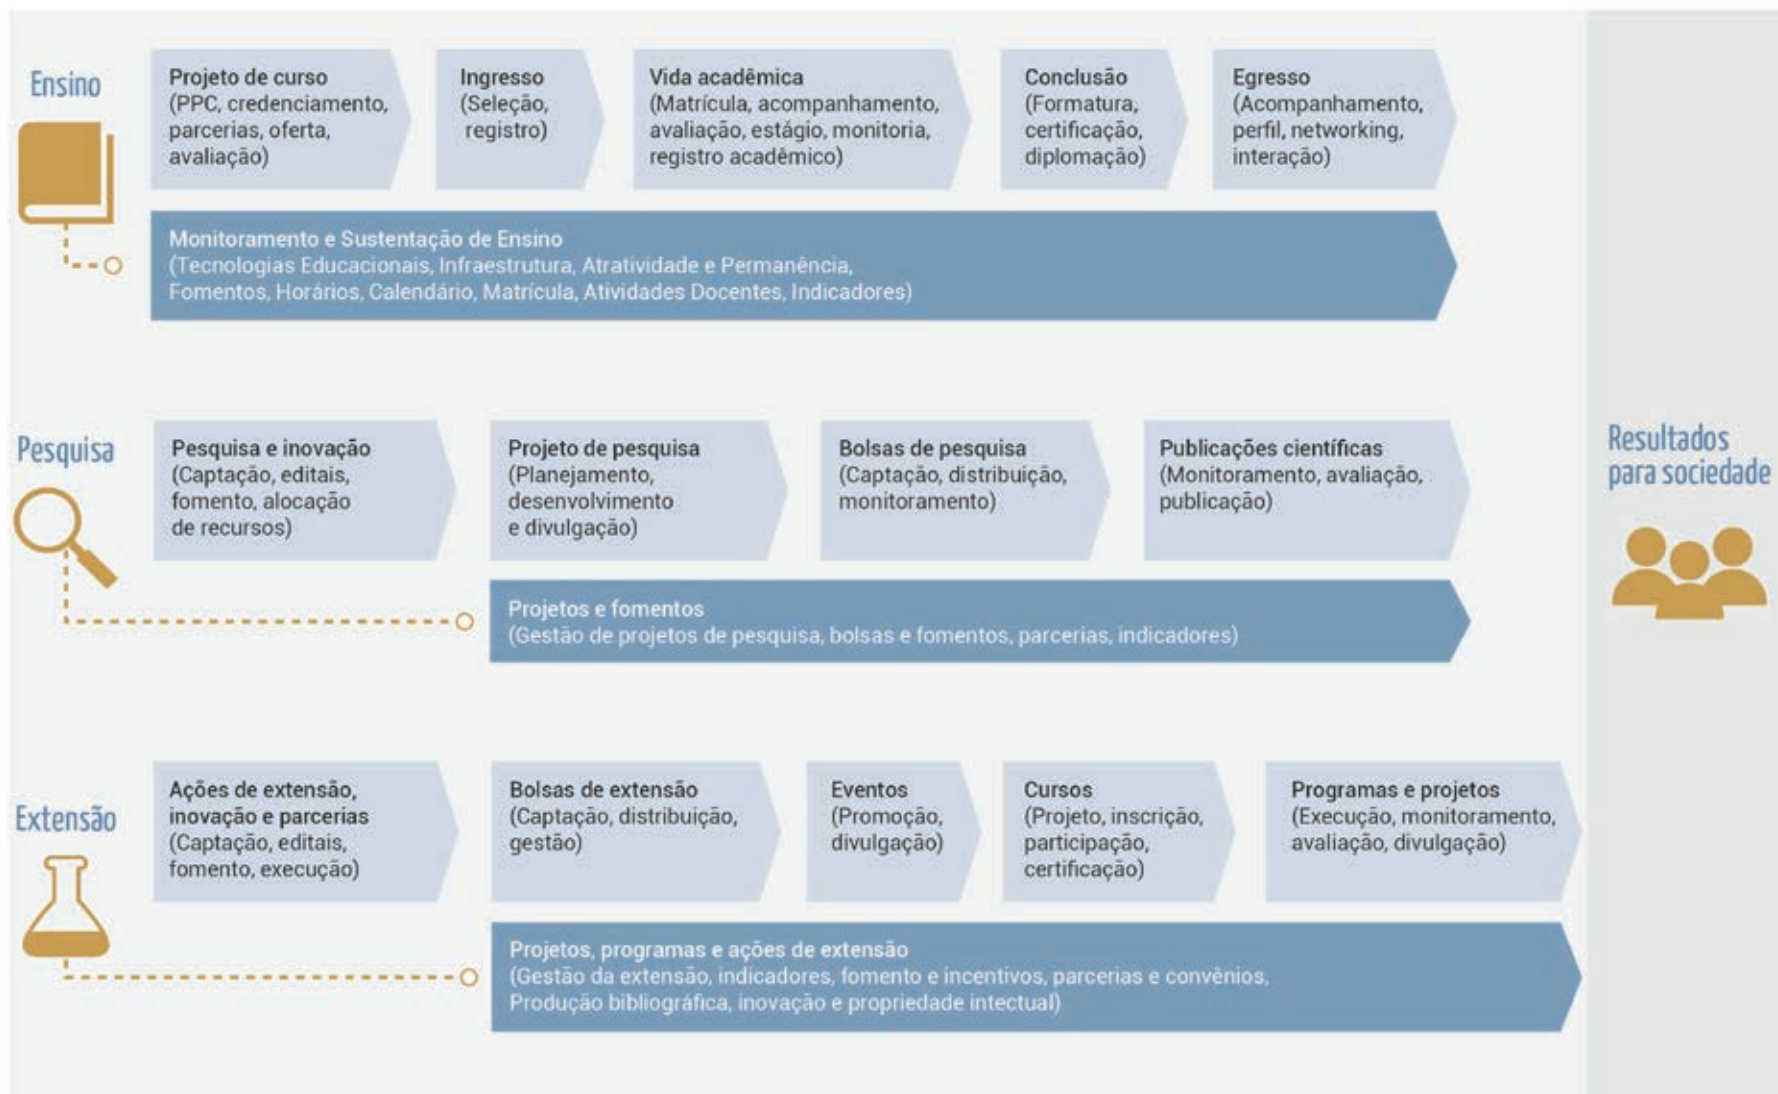 Ensino
Projeto de curso
(PPC, credenciamento,
parcerias, oferta,
avaliação)
Ingresso
(Seleção,
registro)
Vida acadêmica
(Matrícula, acompanhamento,
avaliação, estágio, monitoria,
registro acadêmico)
Conclusão
(Formatura,
certificação,
diplomação)
Egresso
(Acompanhamento,
perfil, networking,
interação)
Monitoramento e Sustentação de Ensino
(Tecnologias Educacionais, Infraestrutura, Atratividade e Permanência,
Fomentos, Horários, Calendário, Matrícula, Atividades Docentes, Indicadores)
Pesquisa
Pesquisa e inovação
(Captação, editais,
fomento, alocação
de recursos)
Projeto de pesquisa
(Planejamento,
desenvolvimento
e divulgação)
Bolsas de pesquisa
(Captação, distribuição,
monitoramento)
Publicações científicas
(Monitoramento, avaliação,
publicação)
Projetos e fomentos
(Gestão de projetos de pesquisa, bolsas e fomentos, parcerias, indicadores)
Extensão
Ações de extensão,
inovação e parcerias
(Captação, editais,
fomento, execução)
Bolsas de extensão
(Captação, distribuição,
gestão)
Eventos
(Promoção,
divulgação)
Cursos
(Projeto, inscrição,
participação,
certificação)
Programas e projetos
(Execução, monitoramento,
avaliação, divulgação)
Projetos, programas e ações de extensão
(Gestão da extensão, indicadores, fomento e incentivos, parcerias e convênios,
Produção bibliográfica, inovação e propriedade intectual)
Resultados
para sociedade